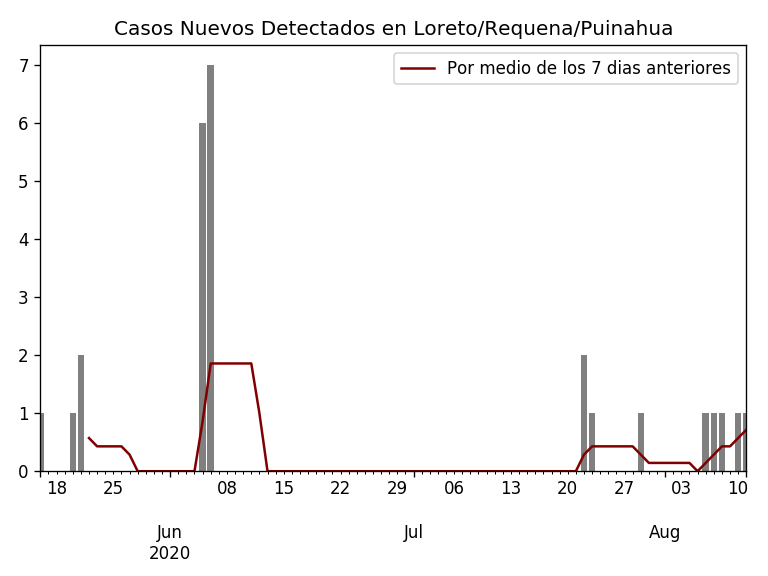 Casos Nuevos Detectados en Loreto/Requena/Puinahua
Por medio de los 7 dias anteriores
7
6
5
4
3
2
1
0
18 25 08 15 22 29 06 13 20 27 03 10
Jun Jul Aug
2020